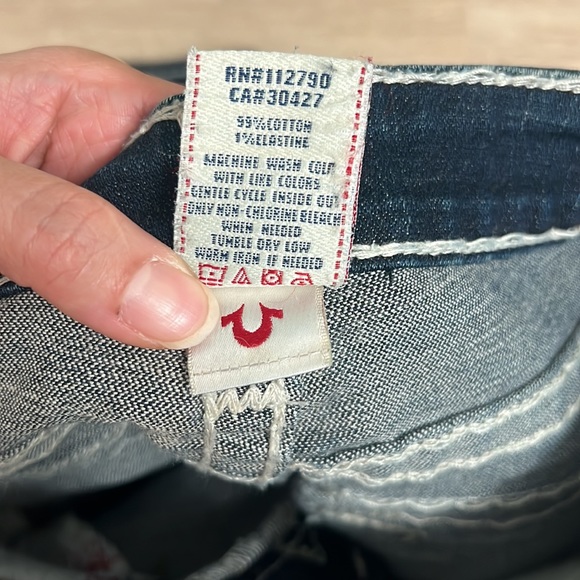 RN#112790
CA#30427
99%COTTON
1%ELASTINE
MACHINE WASH COLD
WITH LIKE COLORS
GENTLE CYCLE INSIDE OUT
ONLY NON-CHLORINE BLEACH
WHEN NEEDED
TUMBLE DRY LOW
WARM IRON IF NEEDED